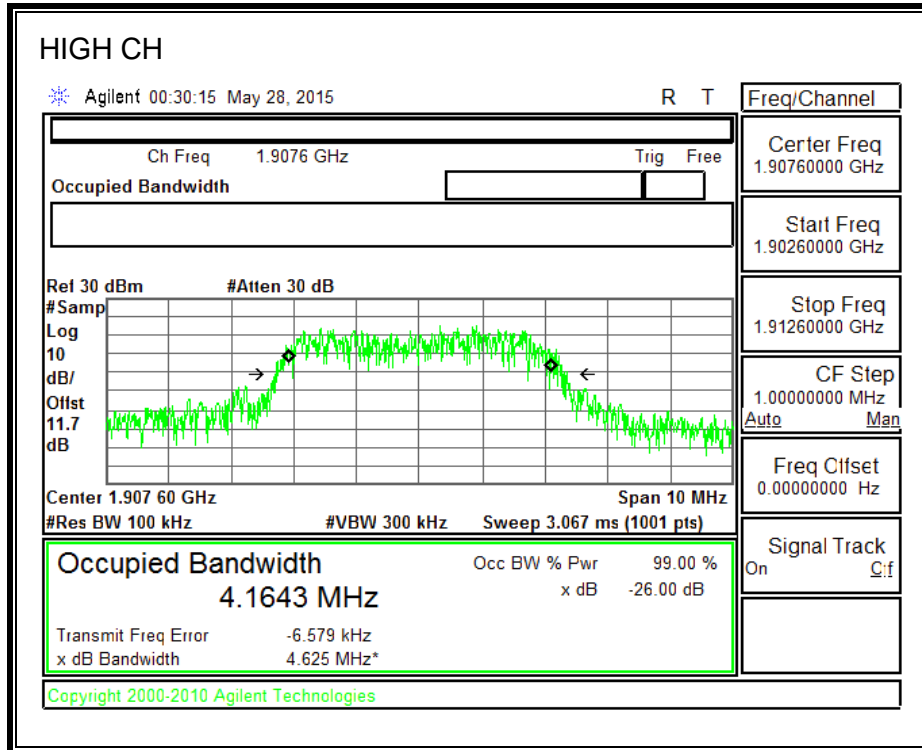 HIGH CH
Agilent 00:30:15 May 28, 2015 R T
Freq/Channel
Ch Freq 1.9076 GHz Trig Free
Occupied Bandwidth
Center Freq
1.90760000 GHz
Start Freq
1.90260000 GHz
Stop Freq
1.91260000 GHz
CF Step
1.00000000 MHz
Auto Man
Freq Offset
0.00000000 Hz
Signal Track
On Off
Ref 30 dBm #Atten 30 dB
#Samp
Log
10
dB/
Offst
11.7
dB
Center 1.907 60 GHz Span 10 MHz
#Res BW 100 kHz #VBW 300 kHz Sweep 3.067 ms (1001 pts)
Occupied Bandwidth Occ BW % Pwr 99.00 %
4.1643 MHz x dB -26.00 dB
Transmit Freq Error -6.579 kHz
x dB Bandwidth 4.625 MHz*
Copyright 2000-2010 Agilent Technologies